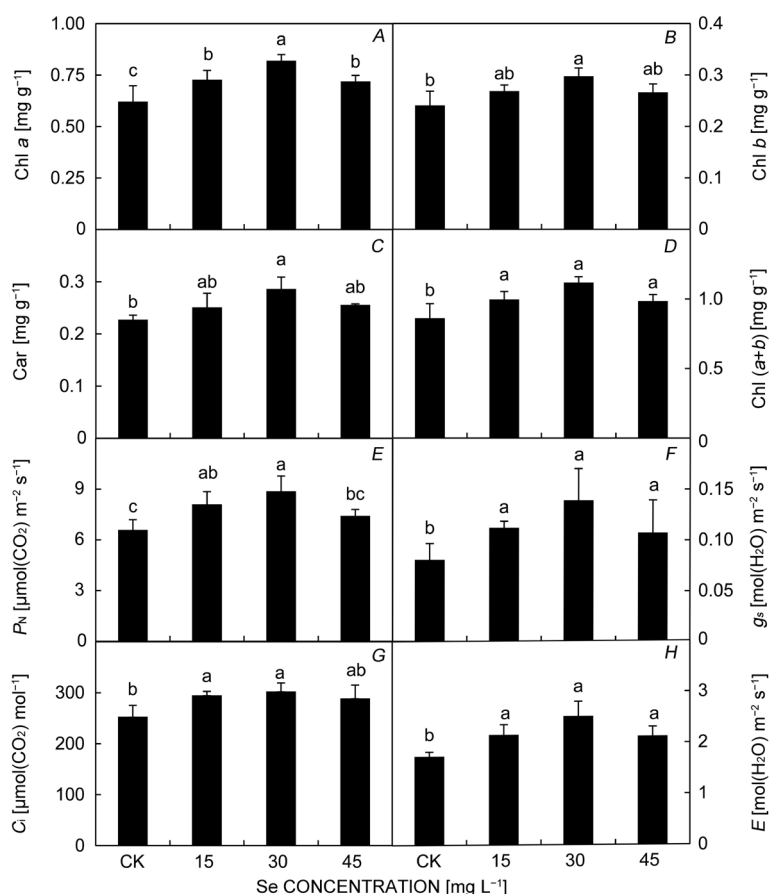 1.00
0.75
0.50
0.25
0
Chl a [mg g⁻¹]
c
b
a
b
A
b
ab
a
ab
B
0.4
0.3
0.2
0.1
0
Chl b [mg g⁻¹]
0.3
0.2
0.1
0
Car [mg g⁻¹]
b
ab
a
ab
C
b
a
a
a
D
1.0
0.5
0
Chl (a+b) [mg g⁻¹]
9
6
3
0
P_N [µmol(CO₂) m⁻² s⁻¹]
c
ab
a
bc
E
b
a
a
a
F
0.15
0.10
0.05
0
g_s [mol(H₂O) m⁻² s⁻¹]
300
200
100
0
C_i [µmol(CO₂) mol⁻¹]
b
a
a
ab
G
b
a
a
a
H
3
2
1
0
E [mol(H₂O) m⁻² s⁻¹]
CK 15 30 45 CK 15 30 45
Se CONCENTRATION [mg L⁻¹]